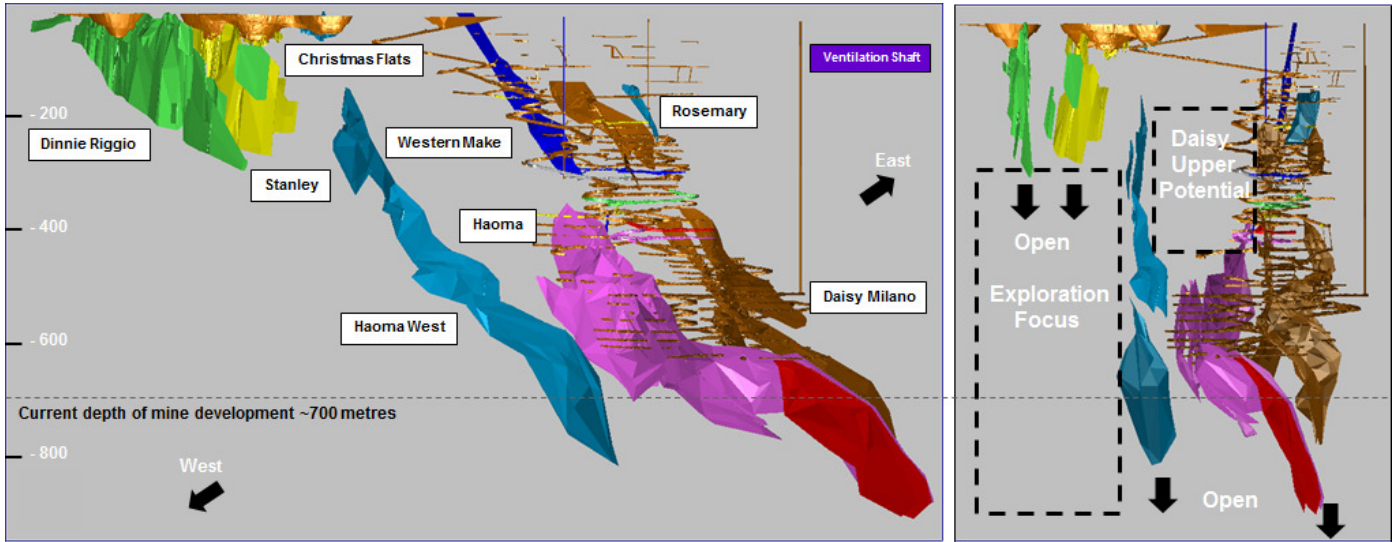 Christmas Flats
Ventilation Shaft
- 200
Rosemary
Dinnie Riggio
Western Make
East
Stanley
- 400
Haoma
Daisy Milano
Haoma West
- 600
Current depth of mine development ~700 metres
- 800
West
Daisy
Upper
Potential
Open
Exploration
Focus
Open